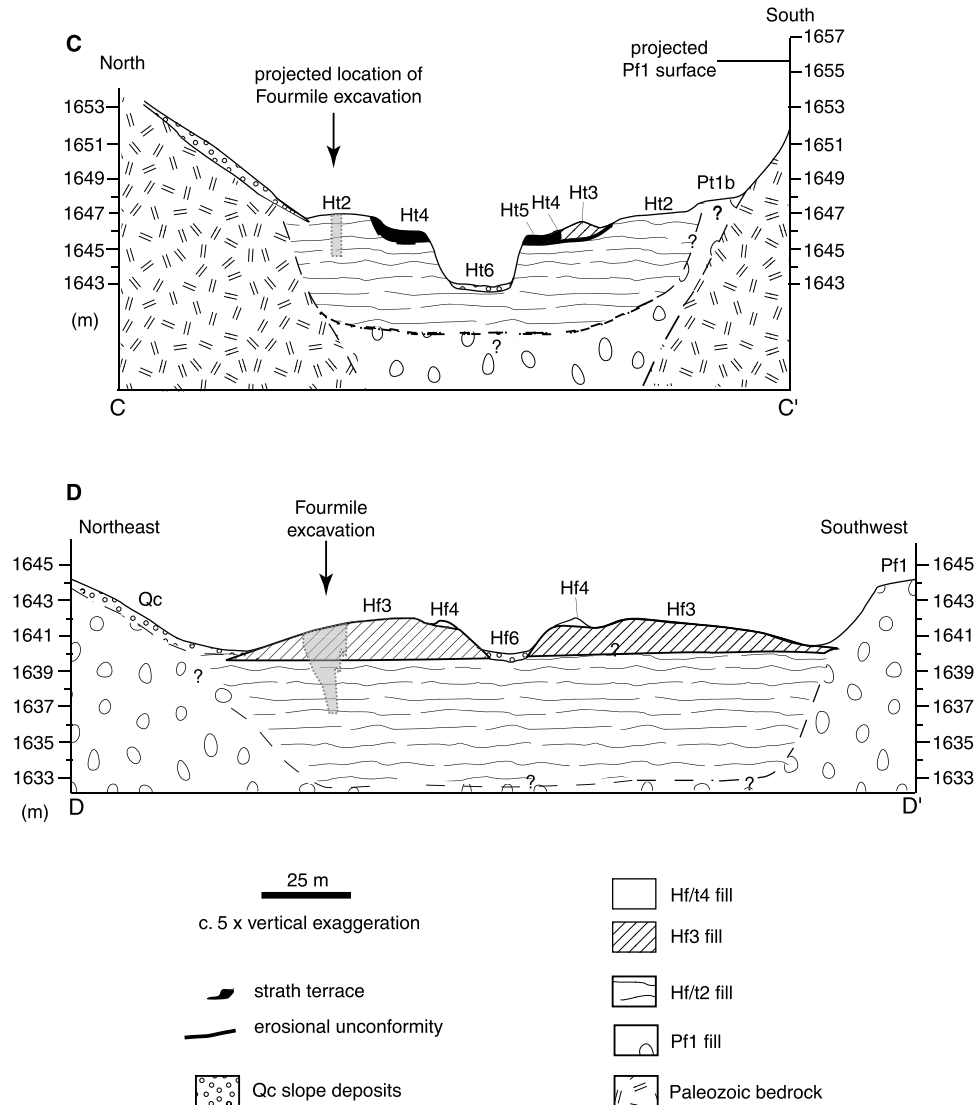 C
North
South
projected location of
Fourmile excavation
projected
Pf1 surface
1657
1655
1653
1653
1651
1651
1649
1649
1647
1647
1645
1645
1643
1643
(m)
Ht2
Ht4
Ht6
Ht5
Ht4
Ht3
Ht2
Pt1b
?
?
?
C
C'
D
Northeast
Fourmile
excavation
Southwest
1645
1645
1643
1643
1641
1641
1639
1639
1637
1637
1635
1635
1633
1633
(m)
Qc
Hf3
Hf4
Hf6
Hf4
Hf3
Pf1
?
?
?
?
D
D'
25 m
c. 5 x vertical exaggeration
strath terrace
erosional unconformity
Qc slope deposits
Hf/t4 fill
Hf3 fill
Hf/t2 fill
Pf1 fill
Paleozoic bedrock